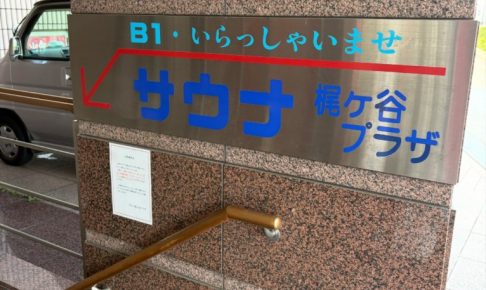 B1・いらっしゃいませ
サウナ 梶ケ谷
プラザ